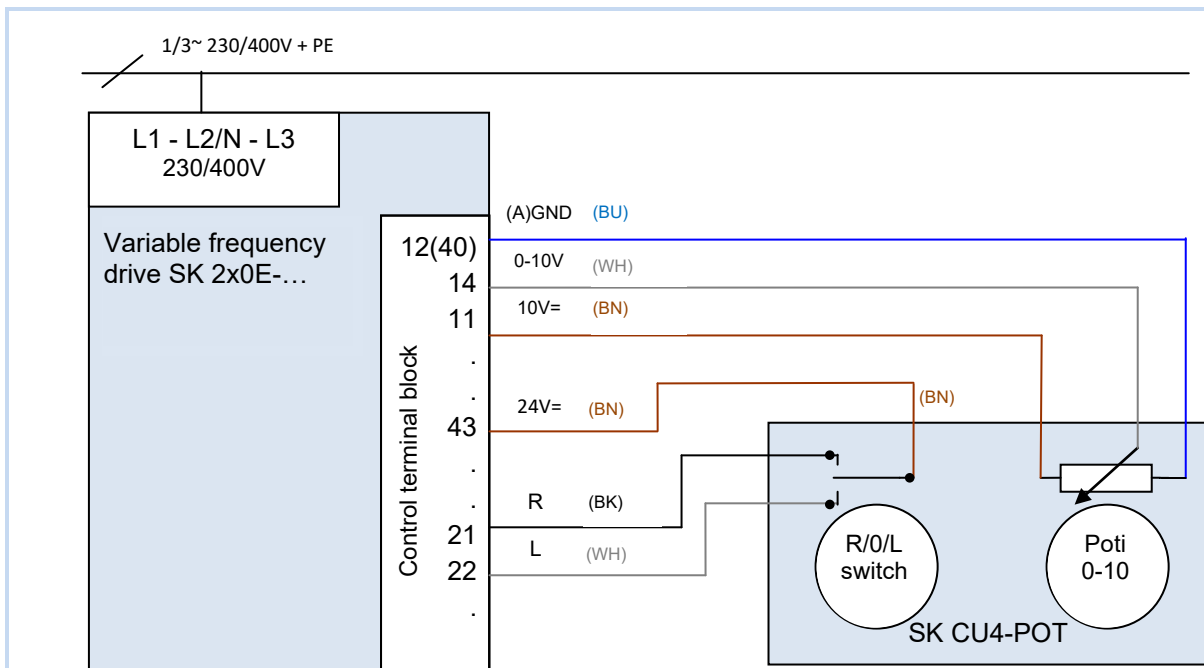 1/3~ 230/400V + PE
L1 - L2/N - L3
230/400V
Variable frequency
drive SK 2x0E-…
Control terminal block
12(40)
14
11
.
.
43
.
.
21
22
.
(A)GND (BU)
0-10V (WH)
10V= (BN)
24V= (BN)
(BN)
R (BK)
L (WH)
R/0/L
switch
Poti
0-10
SK CU4-POT